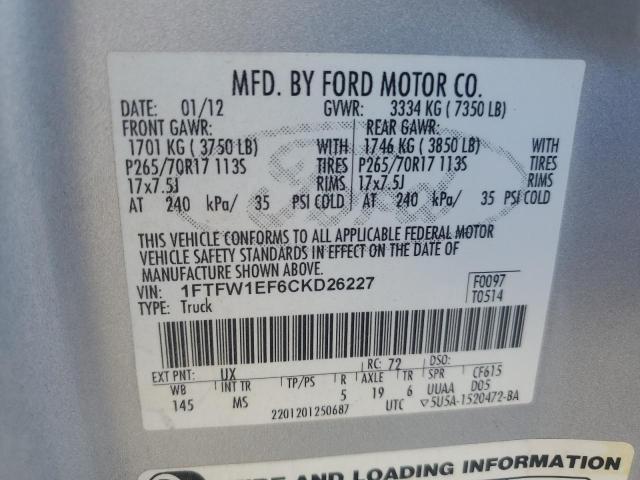 MFD. BY FORD MOTOR CO.
DATE: 01/12 GVWR: 3334 KG ( 7350 LB)
FRONT GAWR: REAR GAWR:
1701 KG ( 3750 LB) WITH 1746 KG ( 3850 LB) WITH
P265/70R17 113S TIRES P265/70R17 113S TIRES
17x7.5J RIMS 17x7.5J RIMS
AT 240 kPa/ 35 PSI COLD AT 240 kPa/ 35 PSI COLD
THIS VEHICLE CONFORMS TO ALL APPLICABLE FEDERAL MOTOR
VEHICLE SAFETY STANDARDS IN EFFECT ON THE DATE OF
MANUFACTURE SHOWN ABOVE.
VIN: 1FTFW1EF6CKD26227 F0097
TYPE: Truck T0514
EXT PNT: UX RC: 72 DSO:
WB INT TR TP/PS R AXLE TR SPR CF615
145 MS 5 19 6 UUAA D05
2201201250687 UTC ▽5U5A-1520472-BA
AND LOADING INFORMATION